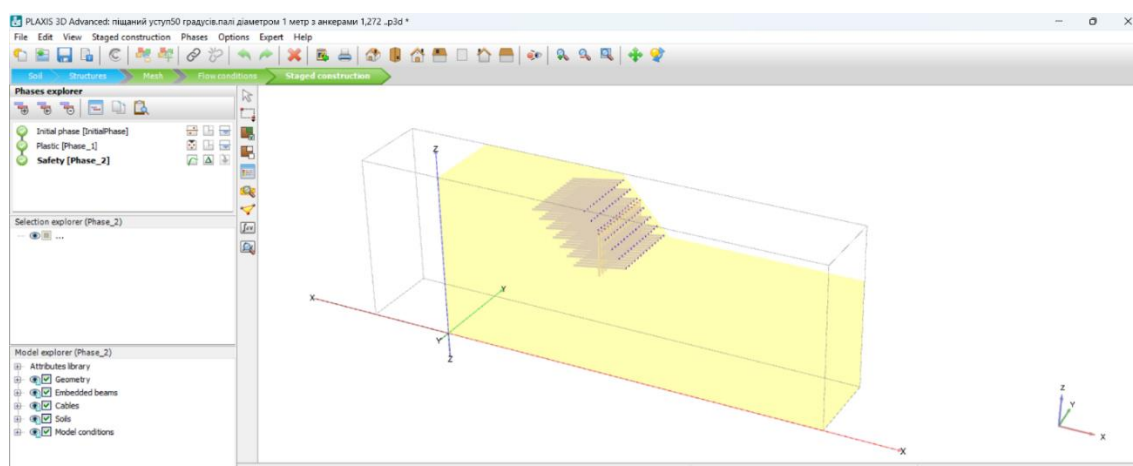 PLAXIS 3D Advanced: піщаний уступ50 градусів.палі діаметром 1 метр з анкерами 1,272 ..p3d *
File Edit View Staged construction Phases Options Expert Help
Soil Structures Mesh Flow conditions Staged construction
Phases explorer
Initial phase [InitialPhase]
Plastic [Phase_1]
Safety [Phase_2]
Selection explorer (Phase_2)
...
Model explorer (Phase_2)
Attributes library
Geometry
Embedded beams
Cables
Soils
Model conditions
Z
X
Y
Y
Z
X
Z
Y
X